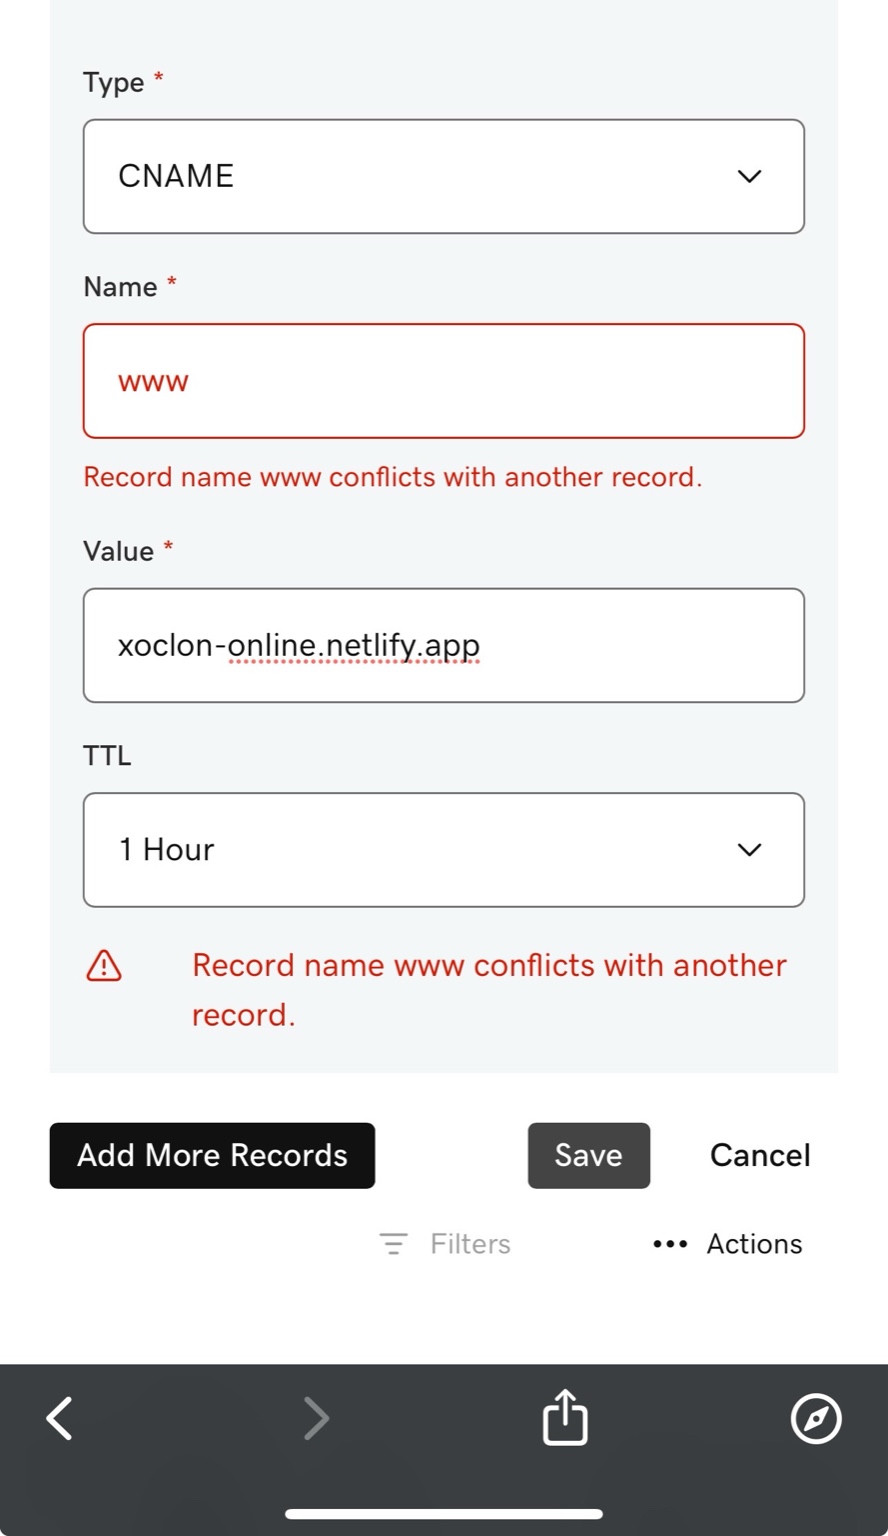 Type *
CNAME
Name *
www
Record name www conflicts with another record.
Value *
xoclon-online.netlify.app
TTL
1 Hour
Record name www conflicts with another
record.
Add More Records Save Cancel
Filters ••• Actions